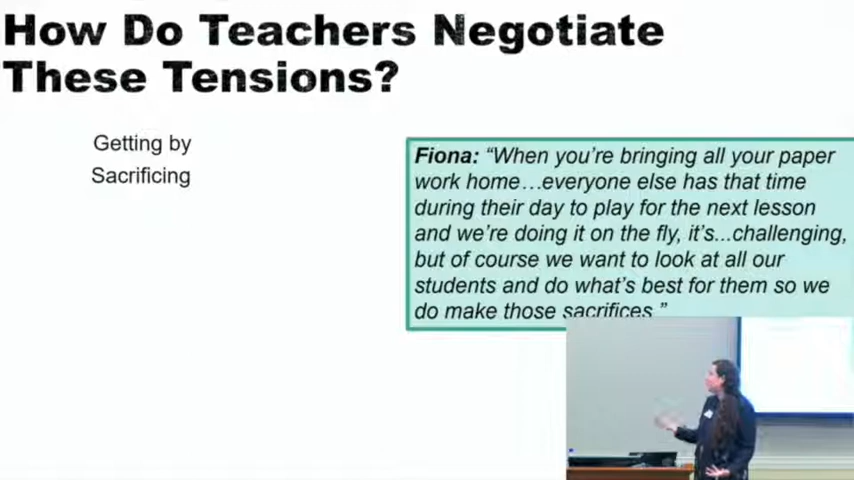 How Do Teachers Negotiate
These Tensions?
Getting by
Sacrificing
Fiona: “When you’re bringing all your paper
work home…everyone else has that time
during their day to play for the next lesson
and we’re doing it on the fly, it’s...challenging,
but of course we want to look at all our
students and do what’s best for them so we
do make those sacrifices.”